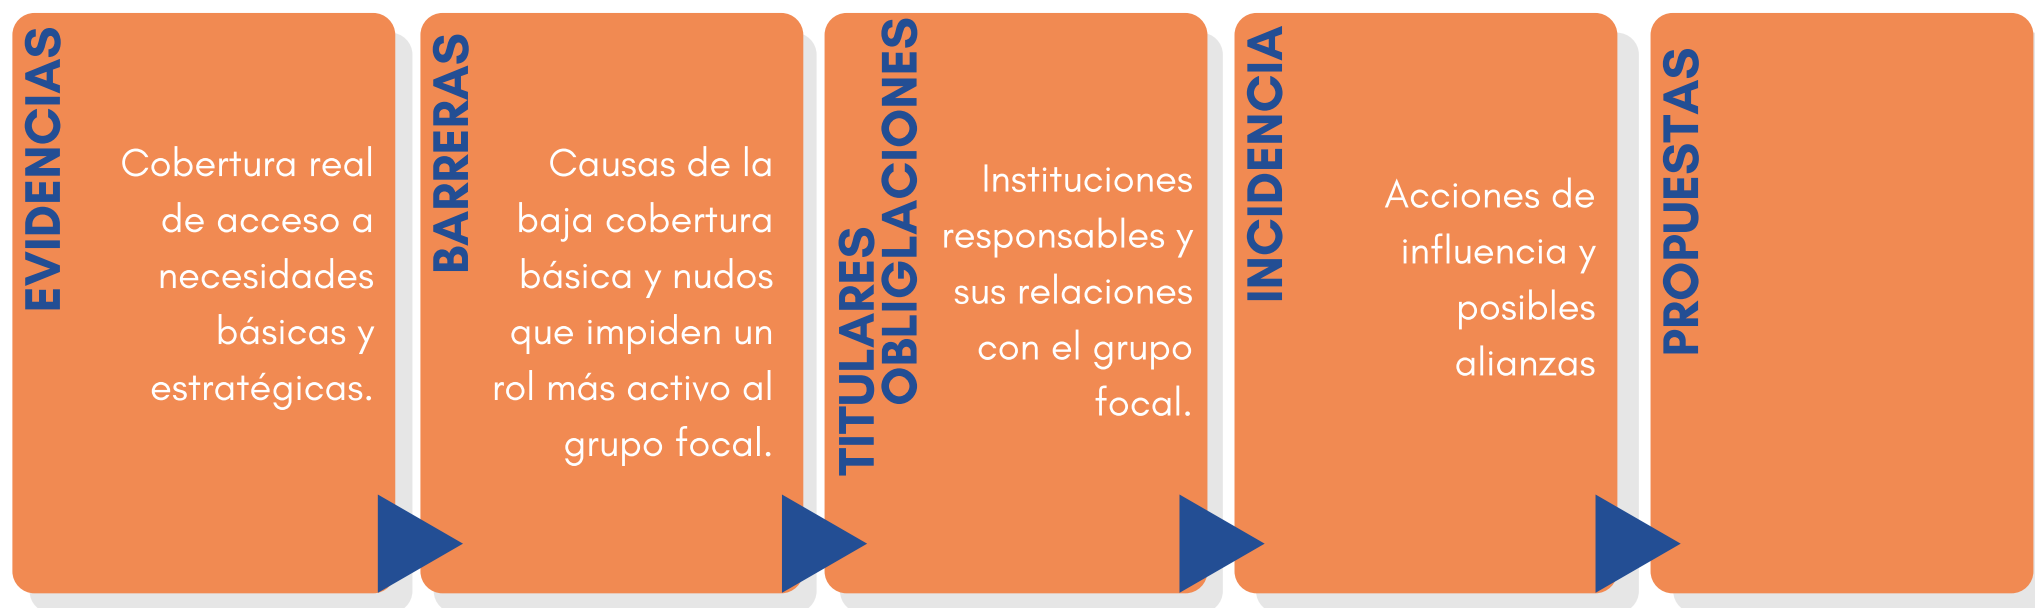 EVIDENCIAS
Cobertura real
de acceso a
necesidades
básicas y
estratégicas.
BARRERAS
Causas de la
baja cobertura
básica y nudos
que impiden un
rol más activo al
grupo focal.
TITULARES
OBLIGLACIONES
Instituciones
responsables y
sus relaciones
con el grupo
focal.
INCIDENCIA
Acciones de
influencia y
posibles
alianzas
PROPUESTAS